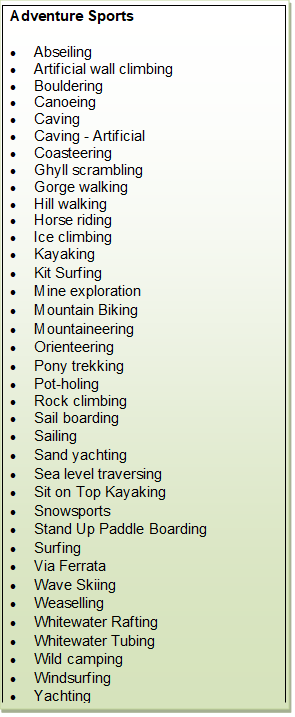 Adventure Sports
• Abseiling
• Artificial wall climbing
• Bouldering
• Canoeing
• Caving
• Caving - Artificial
• Coasteering
• Ghyll scrambling
• Gorge walking
• Hill walking
• Horse riding
• Ice climbing
• Kayaking
• Kit Surfing
• Mine exploration
• Mountain Biking
• Mountaineering
• Orienteering
• Pony trekking
• Pot-holing
• Rock climbing
• Sail boarding
• Sailing
• Sand yachting
• Sea level traversing
• Sit on Top Kayaking
• Snowsports
• Stand Up Paddle Boarding
• Surfing
• Via Ferrata
• Wave Skiing
• Weaselling
• Whitewater Rafting
• Whitewater Tubing
• Wild camping
• Windsurfing
• Yachting